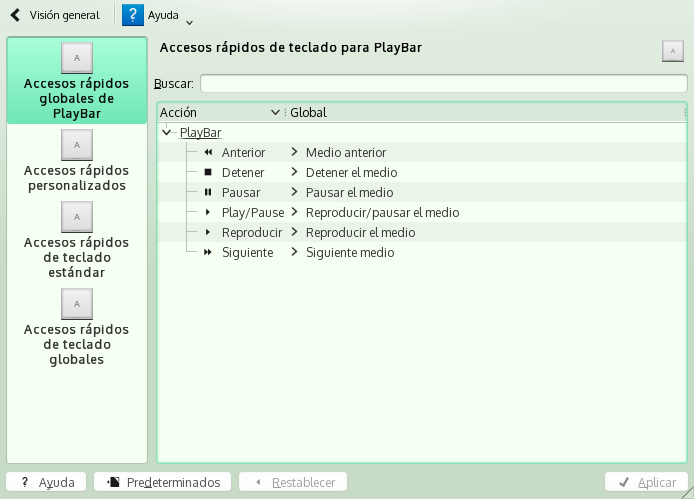 Visión general
Ayuda
Accesos rápidos globales de PlayBar
Accesos rápidos personalizados
Accesos rápidos de teclado estándar
Accesos rápidos de teclado globales
Accesos rápidos de teclado para PlayBar
Buscar:
Acción Global
PlayBar
Anterior Medio anterior
Detener Detener el medio
Pausar Pausar el medio
Play/Pause Reproducir/pausar el medio
Reproducir Reproducir el medio
Siguiente Siguiente medio
? Ayuda Predeterminados Restablecer Aplicar